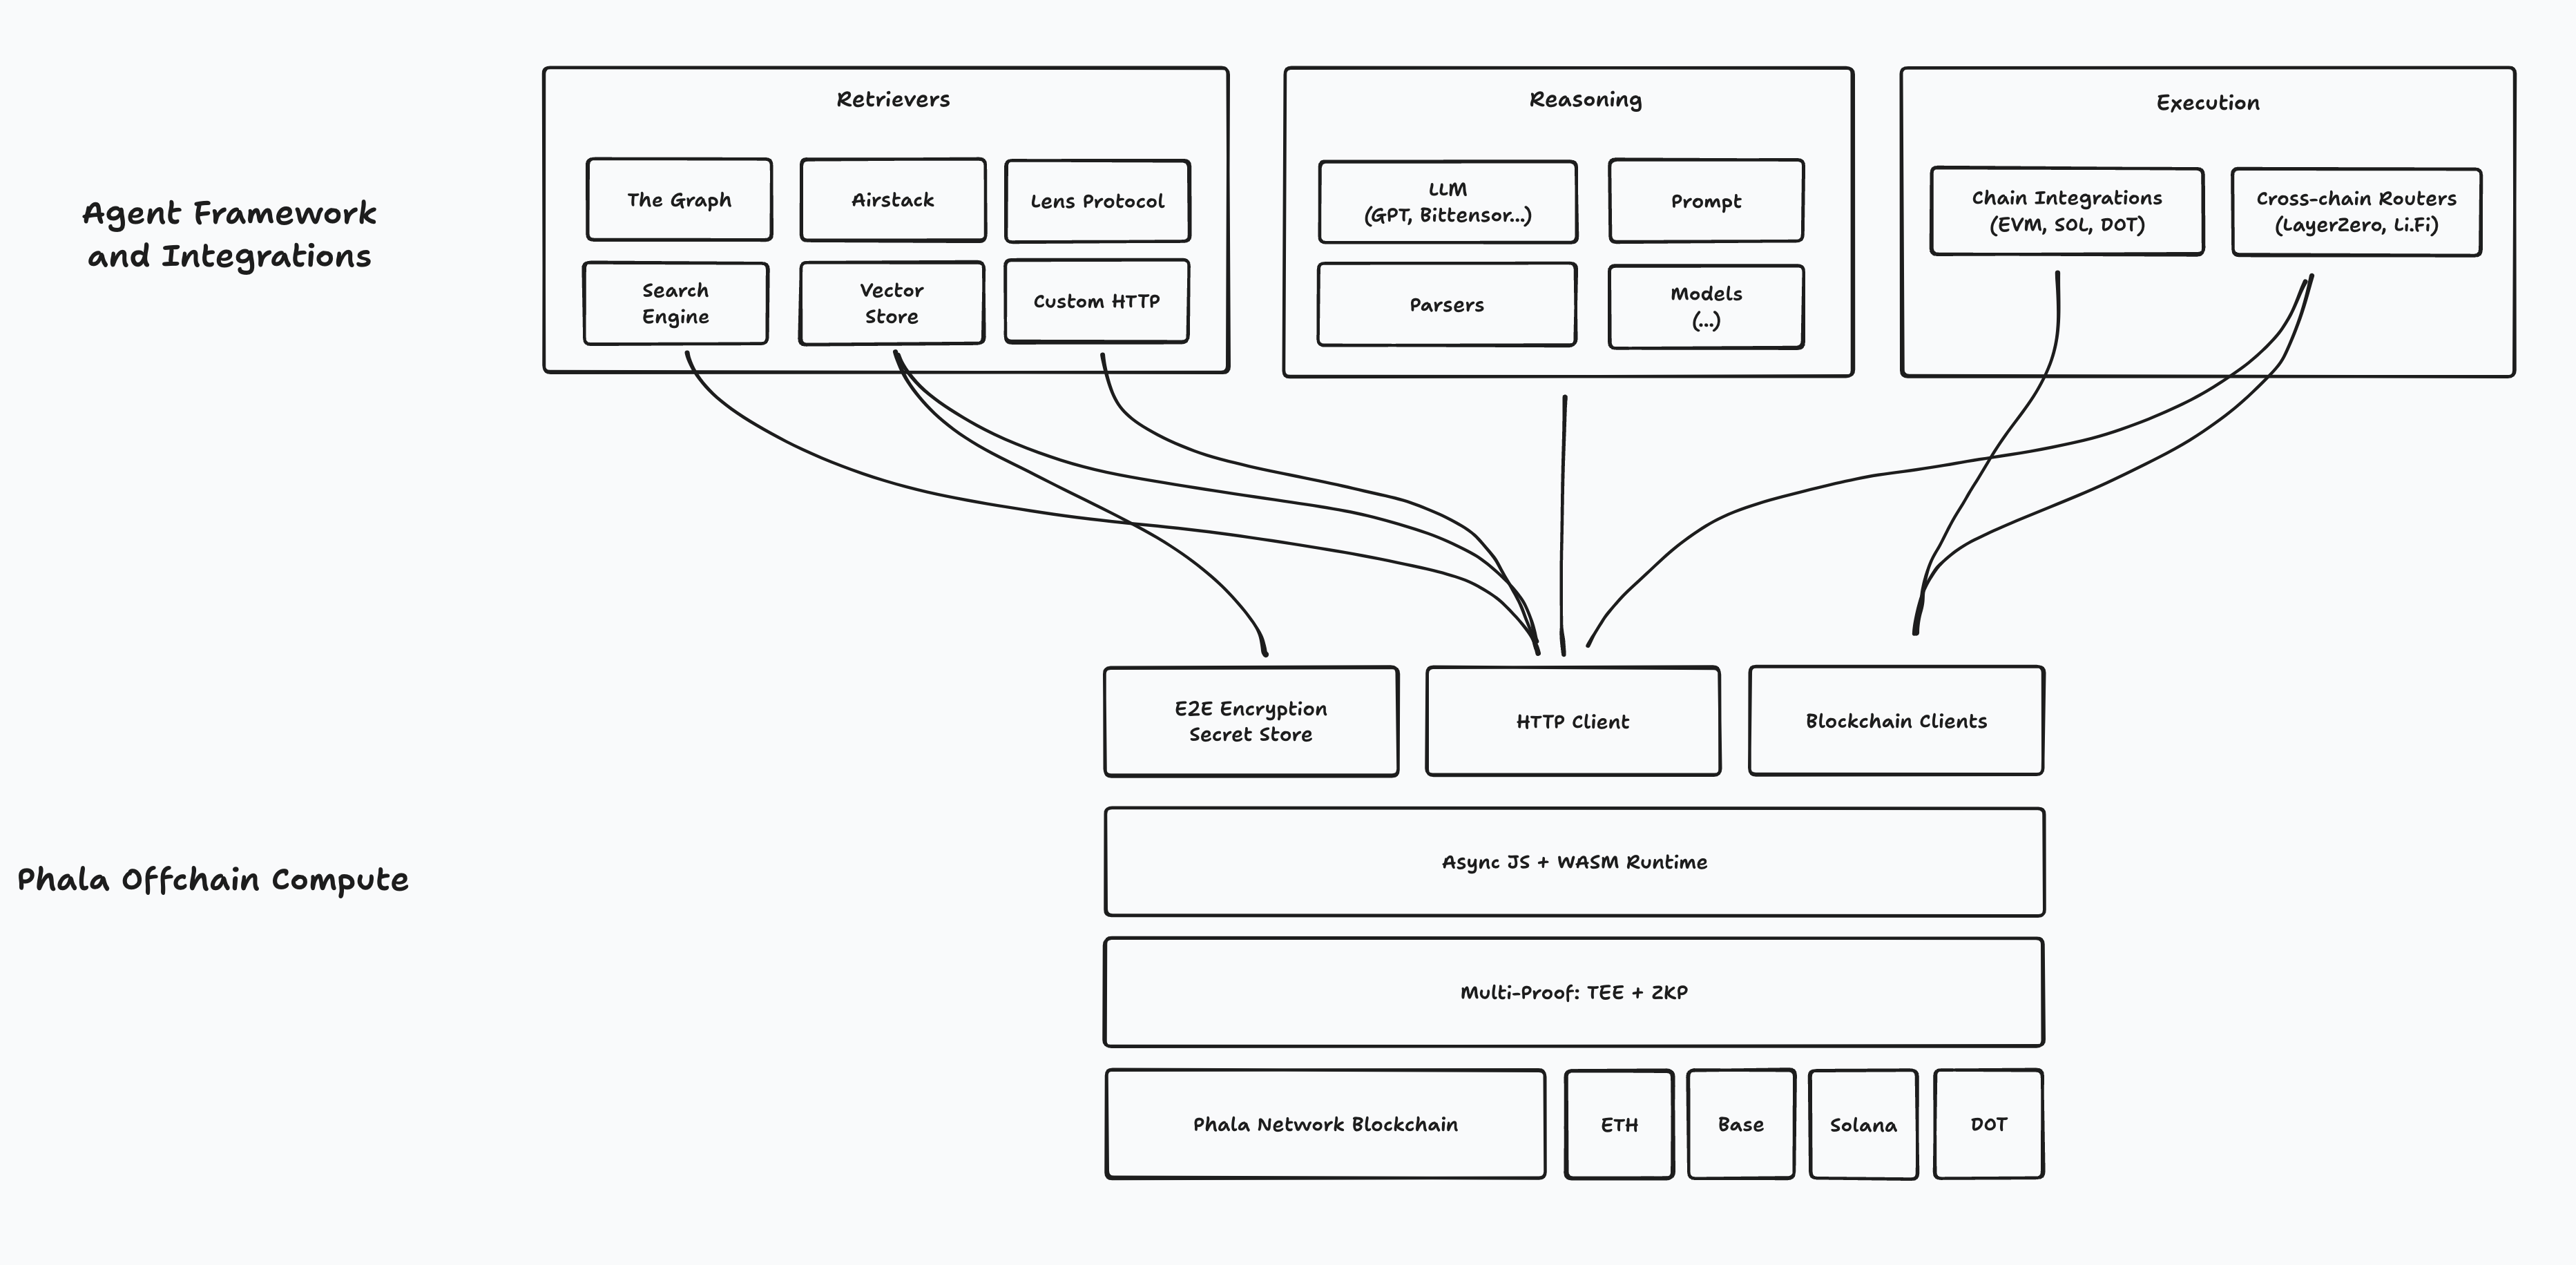 Agent Framework
and Integrations
Retrievers
The Graph
Airstack
Lens Protocol
Search
Engine
Vector
Store
Custom HTTP
Reasoning
LLM
(GPT, Bittensor...)
Prompt
Parsers
Models
(...)
Execution
Chain Integrations
(EVM, SOL, DOT)
Cross-chain Routers
(LayerZero, Li.Fi)
Phala Offchain Compute
E2E Encryption
Secret Store
HTTP Client
Blockchain Clients
Async JS + WASM Runtime
Multi-Proof: TEE + ZKP
Phala Network Blockchain
ETH
Base
Solana
DOT